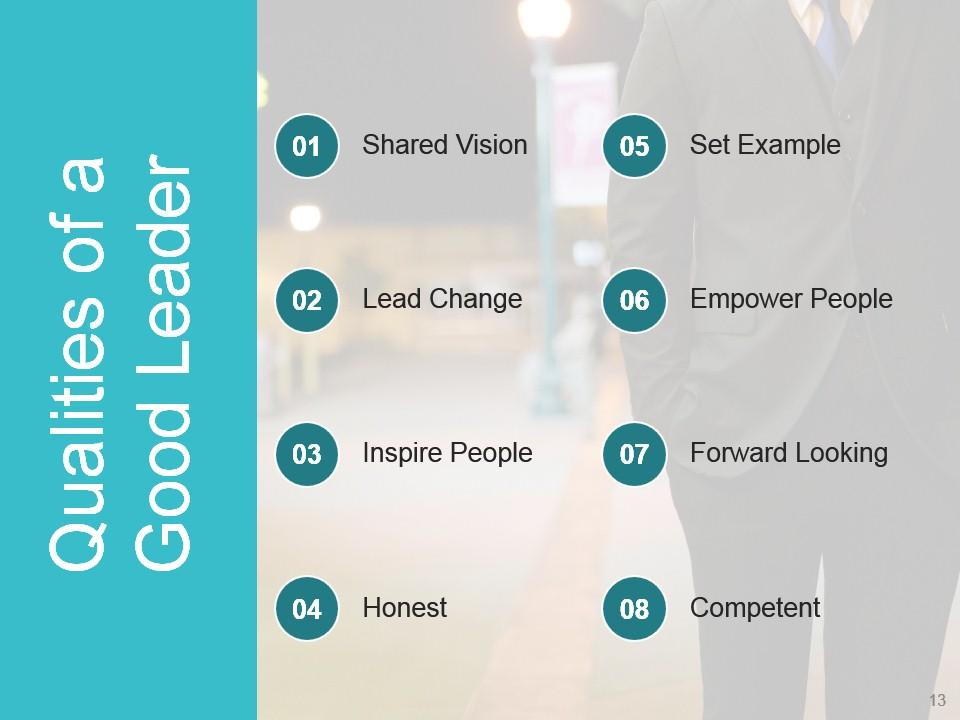 Qualities of a
Good Leader
01 Shared Vision
02 Lead Change
03 Inspire People
04 Honest
05 Set Example
06 Empower People
07 Forward Looking
08 Competent
13